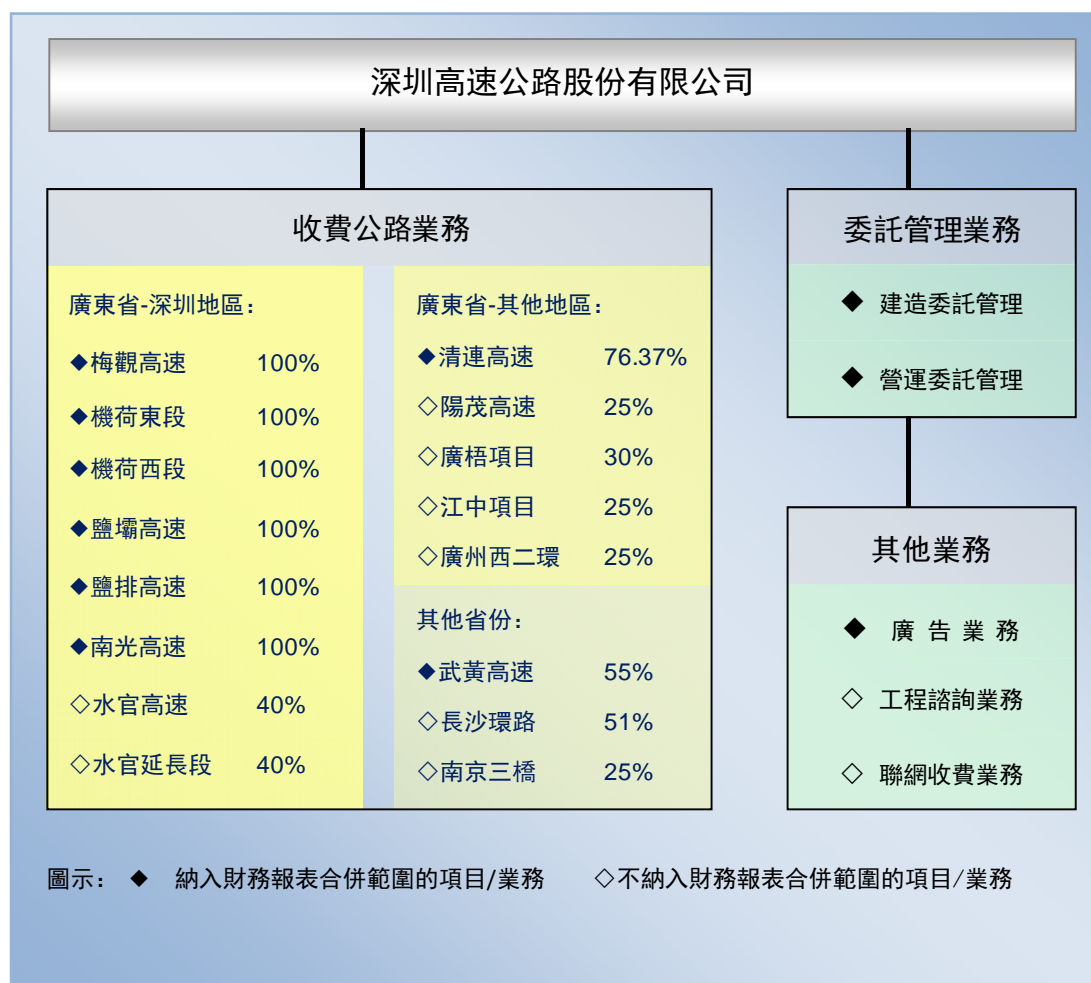 深圳高速公路股份有限公司
收費公路業務
廣東省-深圳地區：
◆梅觀高速 100%
◆機荷東段 100%
◆機荷西段 100%
◆鹽壩高速 100%
◆鹽排高速 100%
◆南光高速 100%
◇水官高速 40%
◇水官延長段 40%
廣東省-其他地區：
◆清連高速 76.37%
◇陽茂高速 25%
◇廣梧項目 30%
◇江中項目 25%
◇廣州西二環 25%
其他省份：
◆武黃高速 55%
◇長沙環路 51%
◇南京三橋 25%
委託管理業務
◆ 建造委託管理
◆ 營運委託管理
其他業務
◆ 廣告業務
◇ 工程諮詢業務
◇ 聯網收費業務
圖示： ◆ 納入財務報表合併範圍的項目/業務 ◇不納入財務報表合併範圍的項目/業務